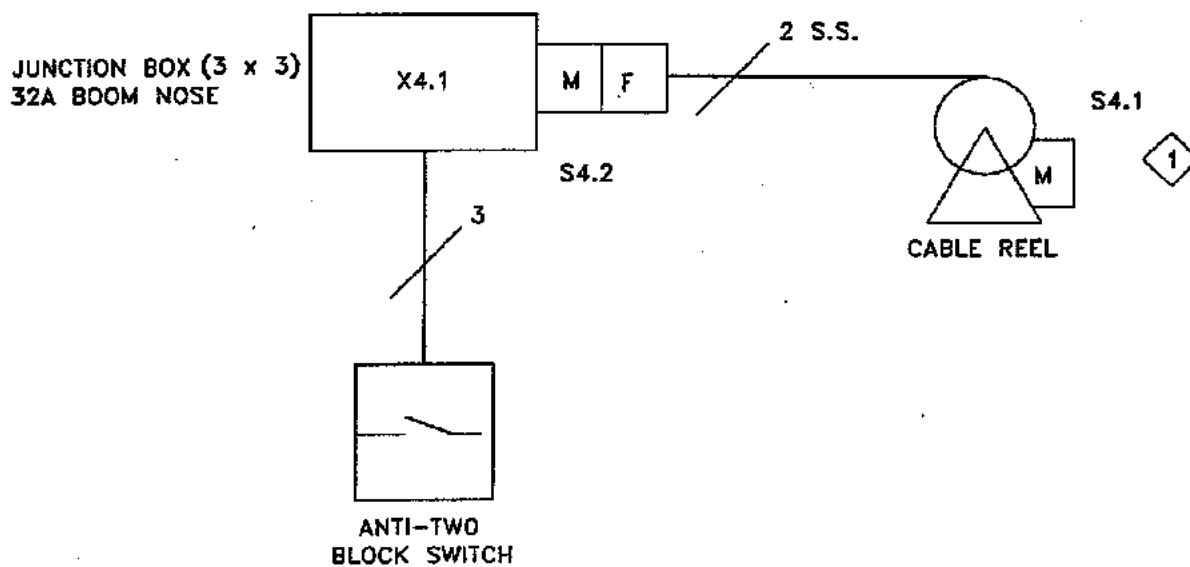 2 S.S.
JUNCTION BOX (3 x 3)
32A BOOM NOSE
X4.1
M
F
S4.1
1
M
S4.2
CABLE REEL
3
ANTI-TWO
BLOCK SWITCH